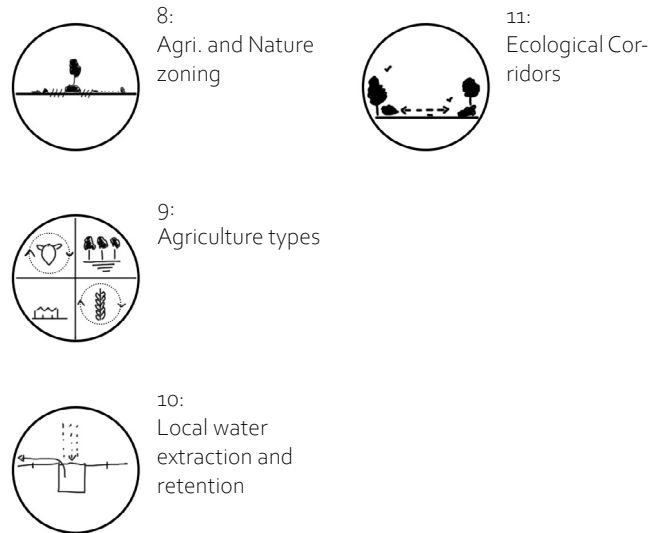 8:
Agri. and Nature
zoning
9:
Agriculture types
10:
Local water
extraction and
retention
11:
Ecological Cor-
ridors